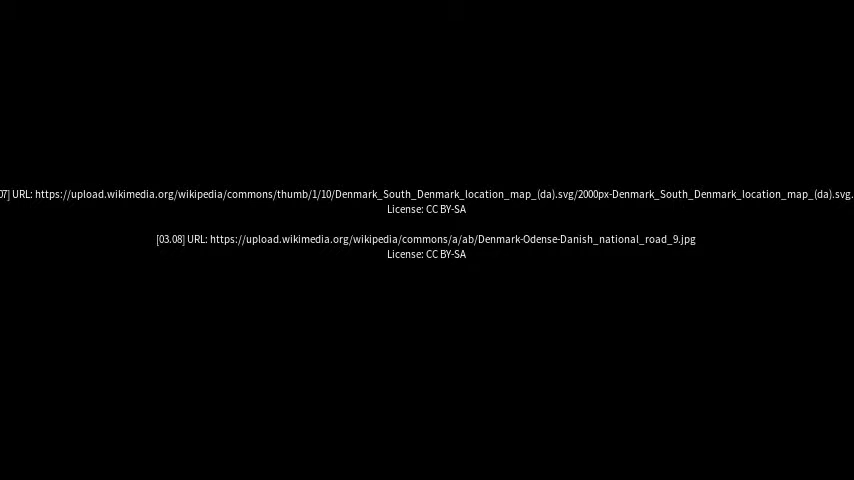 07] URL: https://upload.wikimedia.org/wikipedia/commons/thumb/1/10/Denmark_South_Denmark_location_map_(da).svg/2000px-Denmark_South_Denmark_location_map_(da).svg.
License: CC BY-SA
[03.08] URL: https://upload.wikimedia.org/wikipedia/commons/a/ab/Denmark-Odense-Danish_national_road_9.jpg
License: CC BY-SA